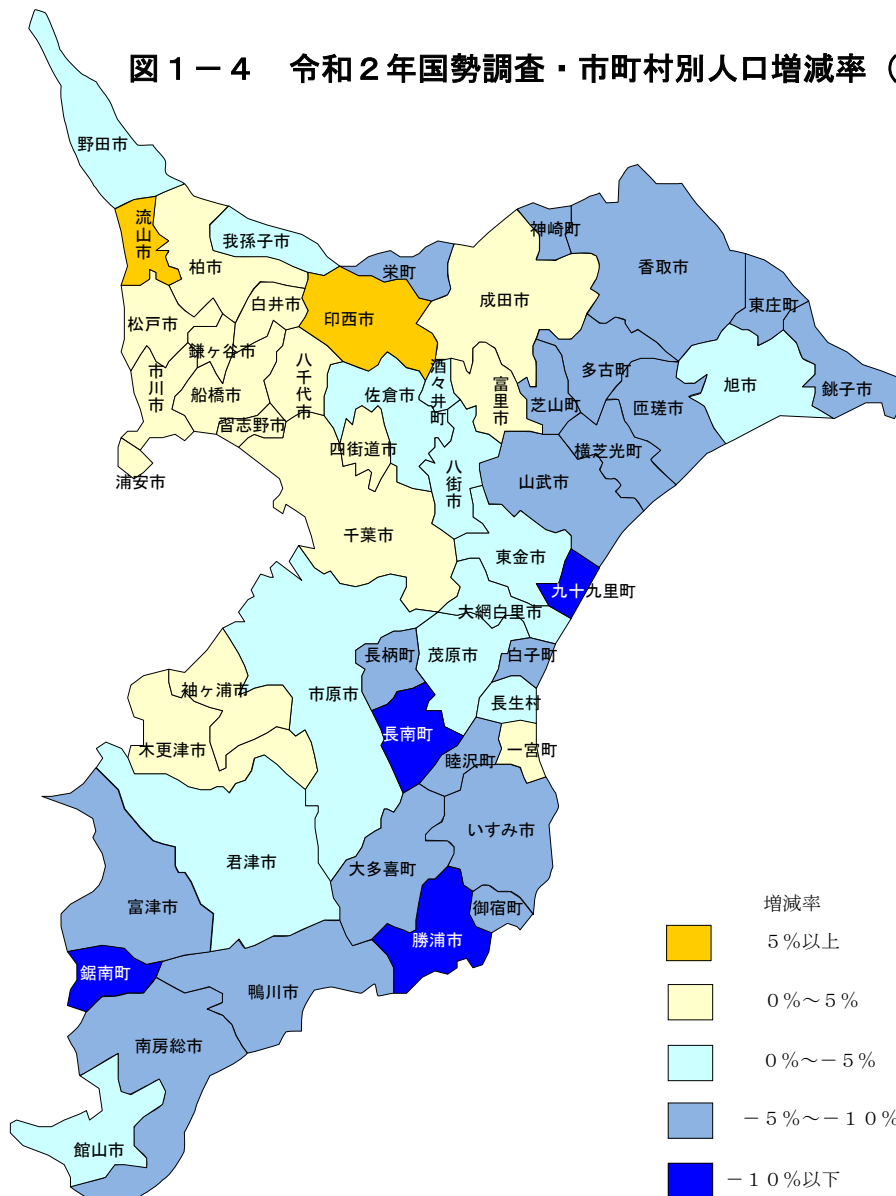 図１－４　令和２年国勢調査・市町村別人口増減率（
野田市
流山市
柏市
我孫子市
神崎町
香取市
栄町
成田市
東庄町
白井市
印西市
松戸市
鎌ヶ谷市
八千代市
酒々井町
多古町
旭市
銚子市
市川市
船橋市
佐倉市
富里市
芝山町
匝瑳市
習志野市
四街道市
横芝光町
八街市
山武市
浦安市
千葉市
東金市
九十九里町
大網白里市
長柄町
茂原市
白子町
袖ヶ浦市
市原市
長生村
長南町
木更津市
一宮町
睦沢町
いすみ市
君津市
大多喜町
富津市
御宿町
勝浦市
鋸南町
鴨川市
南房総市
館山市
増減率
５％以上
０％～５％
０％～－５％
－５％～－１０％
－１０％以下